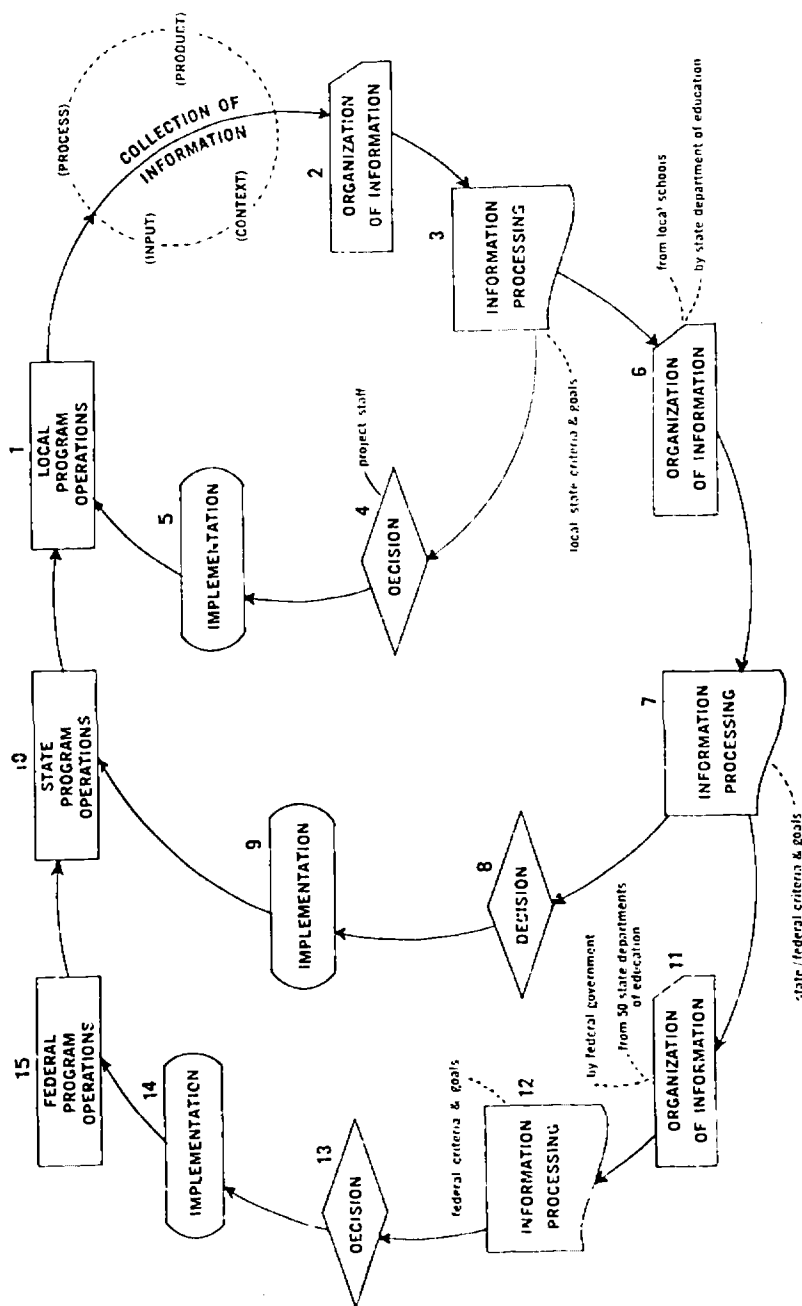 15
FEDERAL
PROGRAM
OPERATIONS
10
STATE
PROGRAM
OPERATIONS
1
LOCAL
PROGRAM
OPERATIONS
(PROCESS)
(PRODUCT)
COLLECTION OF
INFORMATION
(INPUT)
(CONTEXT)
14
IMPLEMENTATION
9
IMPLEMENTATION
5
IMPLEMENTATION
2
ORGANIZATION
OF INFORMATION
13
DECISION
4
DECISION
project staff
3
INFORMATION
PROCESSING
local state criteria & goals
8
DECISION
federal criteria & goals
12
INFORMATION
PROCESSING
by federal government
from 50 state departments
of education
11
ORGANIZATION
OF INFORMATION
7
INFORMATION
PROCESSING
state/federal criteria & goals
6
ORGANIZATION
OF INFORMATION
from local schools
by state department of education